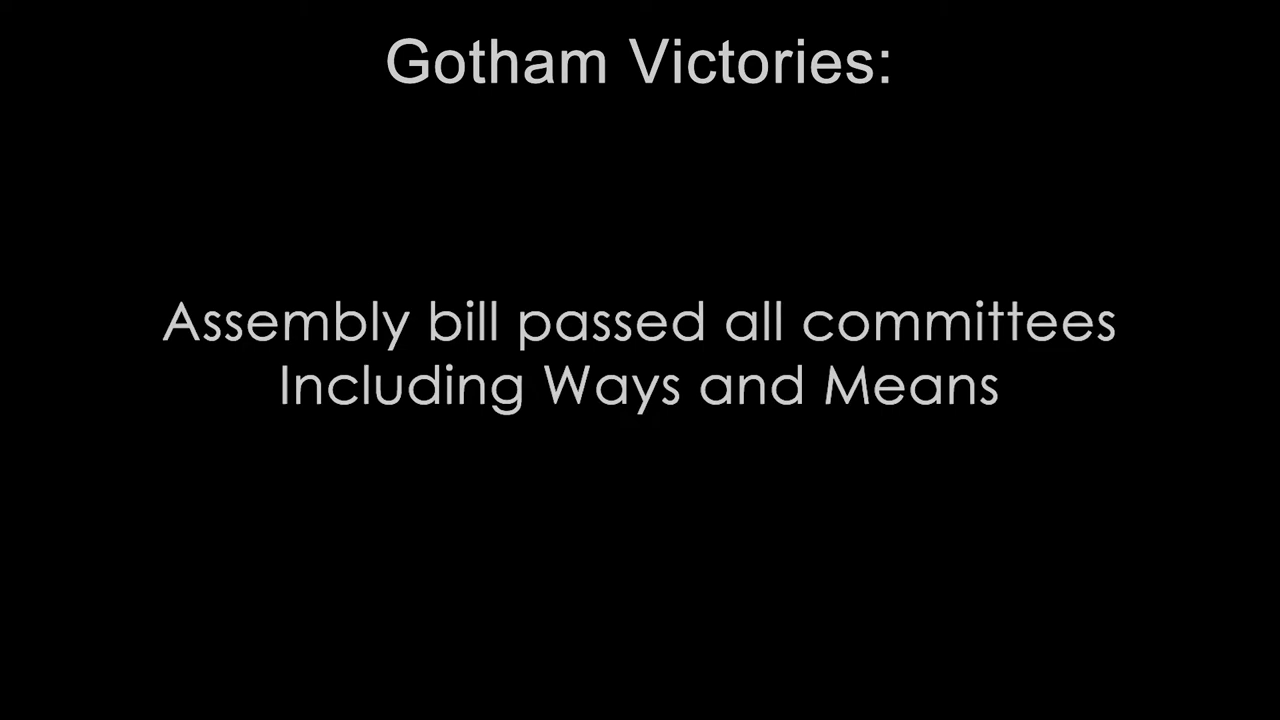 Gotham Victories:
Assembly bill passed all committees
Including Ways and Means